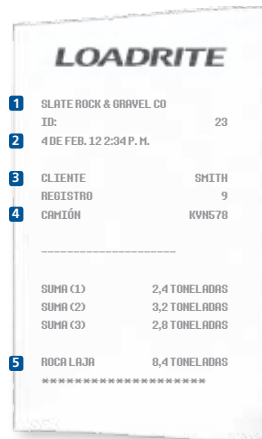 LOADRITE
1 SLATE ROCK & GRAVEL CO
ID: 23
2 4 DE FEB. 12 2:34 P. M.
3 CLIENTE SMITH
REGISTRO 9
4 CAMIÓN KVN578
---------------------
SUMA (1) 2,4 TONELADAS
SUMA (2) 3,2 TONELADAS
SUMA (3) 2,8 TONELADAS
5 ROCA LAJA 8,4 TONELADAS
*********************